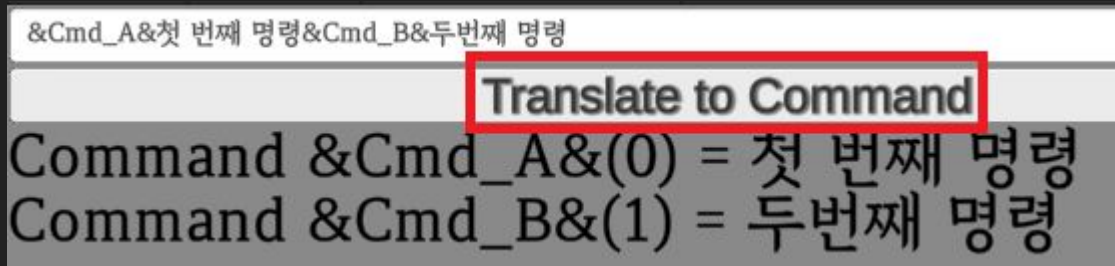 &Cmd_A&첫 번째 명령&Cmd_B&두번째 명령
Translate to Command
Command &Cmd_A&(0) = 첫 번째 명령
Command &Cmd_B&(1) = 두번째 명령